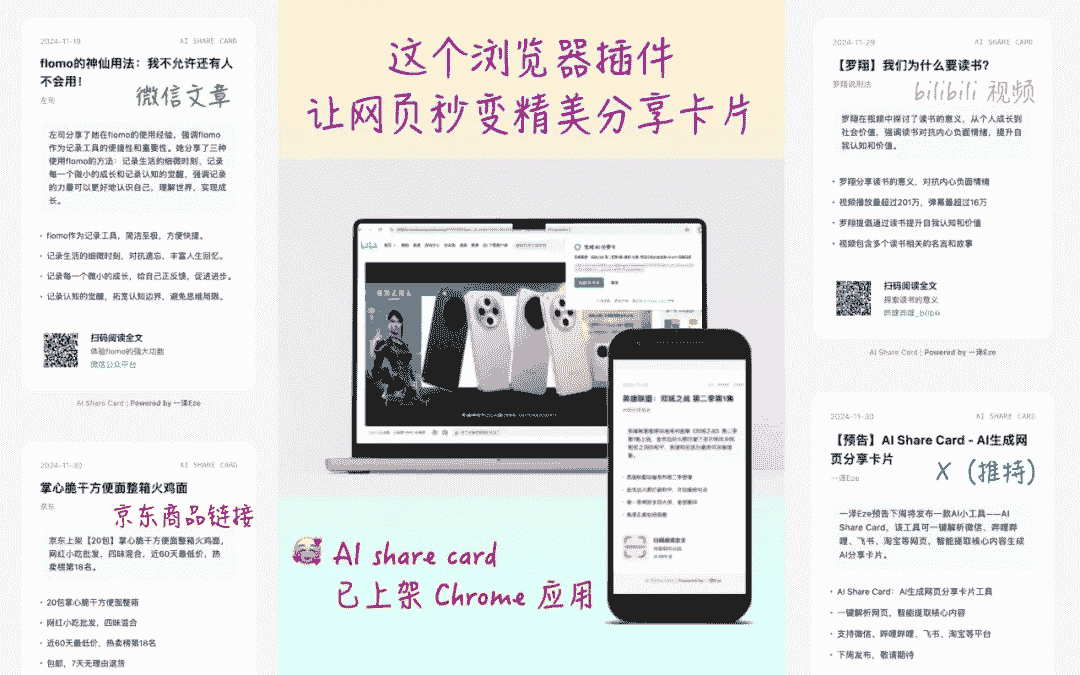 2024-11-19 AI SHARE CARD
flomo的神仙用法：我不允许还有人
不会用！
左司
微信文章
左司分享了她在flomo的使用经验，强调flomo
作为记录工具的便捷性和重要性。她分享了三种
使用flomo的方法：记录生活的细微时刻、记录
每一个微小的成长和记录认知的觉醒，强调记录
的力量可以更好地认识自己，理解世界，实现成
长。
• flomo作为记录工具，简洁至极，方便快捷。
• 记录生活的细微时刻，对抗遗忘，丰富人生回忆。
• 记录每一个微小的成长，给自己正反馈，促进进步。
• 记录认知的觉醒，拓宽认知边界，避免思维局限。
扫码阅读全文
体验flomo的强大功能
微信公众平台
AI Share Card | Powered by 一泽Eze
2024-11-30 AI SHARE CARD
掌心脆干方便面整箱火鸡面
京东
京东商品链接
京东上架【20包】掌心脆干方便面整箱火鸡面，
网红小吃批发，四味混合，近60天最低价，热
卖榜第18名。
• 20包掌心脆干方便面整箱
• 网红小吃批发，四味混合
• 近60天最低价，热卖榜第18名
• 包邮，7天无理由退货
这个浏览器插件
让网页秒变精美分享卡片
生成 AI 分享卡
英雄联盟：双城之战 第二季第1集
扫码阅读全文
AI share card
已上架 Chrome 应用
2024-11-29 AI SHARE CARD
【罗翔】我们为什么要读书？
罗翔说刑法
bilibili 视频
罗翔在视频中探讨了读书的意义，从个人成长到
社会价值，强调读书对抗内心负面情绪，提升自
我认知和价值。
• 罗翔分享读书的意义，对抗内心负面情绪
• 视频播放量超过201万，弹幕量超过16万
• 罗翔提倡通过读书提升自我认知和价值
• 视频包含多个读书相关的名言和故事
扫码阅读全文
探索读书的意义
哔哩哔哩_bilibili
AI Share Card | Powered by 一泽Eze
2024-11-30 AI SHARE CARD
【预告】AI Share Card - AI生成网
页分享卡片
一泽Eze
X（推特）
一泽Eze预告下周将发布一款AI小工具——AI
Share Card，该工具可一键解析微信、哔哩哔
哩、飞书、淘宝等网页，智能提取核心内容生成
AI分享卡片。
• AI Share Card：AI生成网页分享卡片工具
• 一键解析网页，智能提取核心内容
• 支持微信、哔哩哔哩、飞书、淘宝等平台
• 下周发布，敬请期待